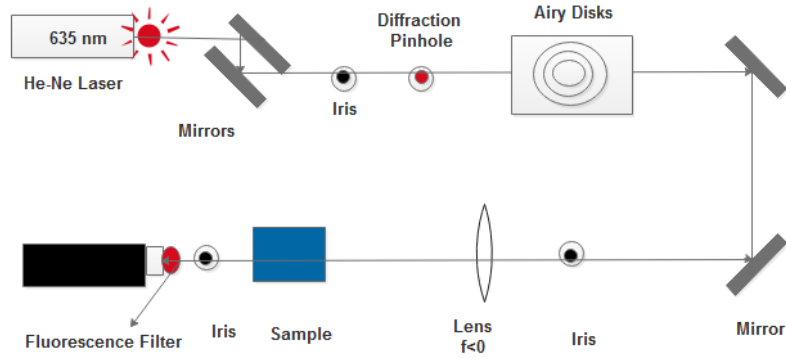 635 nm
He-Ne Laser
Mirrors
Iris
Diffraction
Pinhole
Airy Disks
Fluorescence Filter
Iris
Sample
Lens
f<0
Iris
Mirror